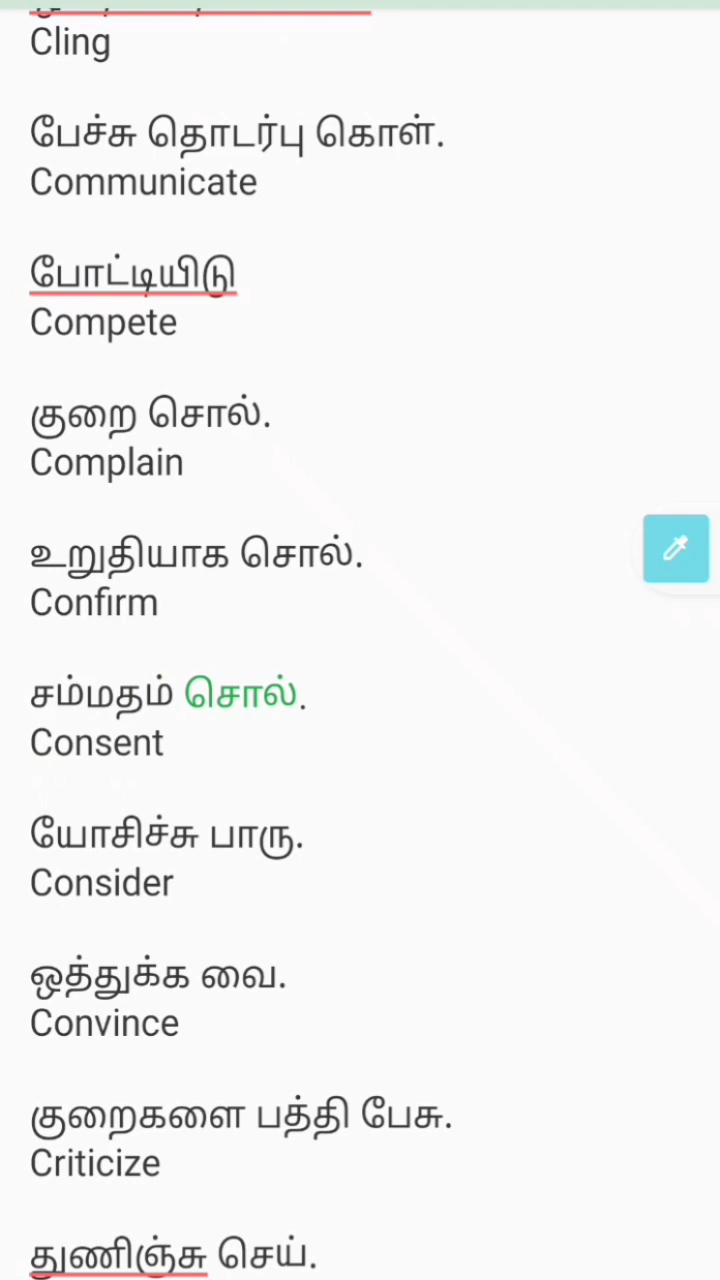 Cling
பேச்சு தொடர்பு கொள்.
Communicate
போட்டியிடு
Compete
குறை சொல்.
Complain
உறுதியாக சொல்.
Confirm
சம்மதம் சொல்.
Consent
யோசிச்சு பாரு.
Consider
ஒத்துக்க வை.
Convince
குறைகளை பத்தி பேசு.
Criticize
துணிஞ்சு செய்.